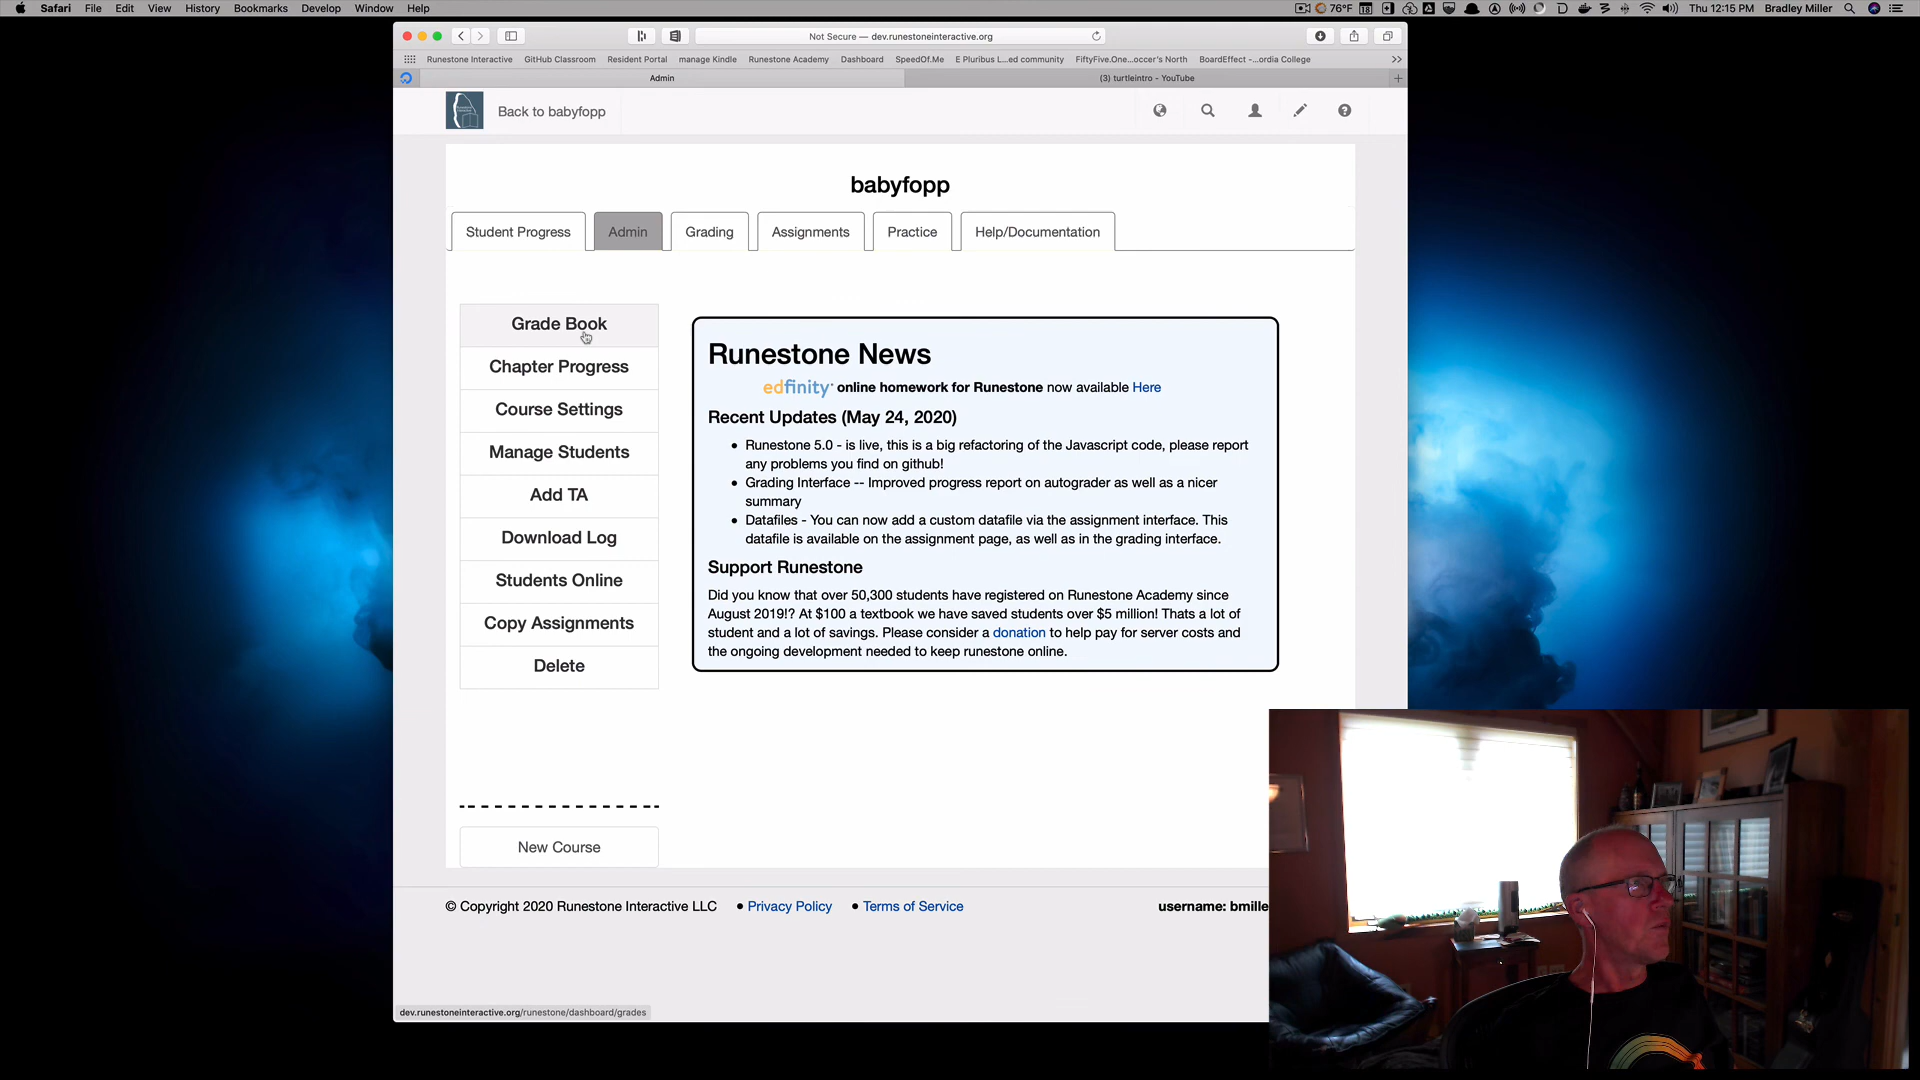 Safari File Edit View History Bookmarks Develop Window Help 76°F 18 Thu 12:15 PM Bradley Miller
Not Secure — dev.runestoneinteractive.org
Runestone Interactive GitHub Classroom Resident Portal manage Kindle Runestone Academy Dashboard SpeedOf.Me E Pluribus L...ed community FiftyFive.One...occer's North BoardEffect -...ordia College
Admin (3) turtleintro - YouTube
Back to babyfopp
babyfopp
Student Progress Admin Grading Assignments Practice Help/Documentation
Grade Book
Chapter Progress
Course Settings
Manage Students
Add TA
Download Log
Students Online
Copy Assignments
Delete
New Course
Runestone News
edfinity online homework for Runestone now available Here
Recent Updates (May 24, 2020)
• Runestone 5.0 - is live, this is a big refactoring of the Javascript code, please report
any problems you find on github!
• Grading Interface -- Improved progress report on autograder as well as a nicer
summary
• Datafiles - You can now add a custom datafile via the assignment interface. This
datafile is available on the assignment page, as well as in the grading interface.
Support Runestone
Did you know that over 50,300 students have registered on Runestone Academy since
August 2019!? At $100 a textbook we have saved students over $5 million! Thats a lot of
student and a lot of savings. Please consider a donation to help pay for server costs and
the ongoing development needed to keep runestone online.
© Copyright 2020 Runestone Interactive LLC • Privacy Policy • Terms of Service username: bmille
dev.runestoneinteractive.org/runestone/dashboard/grades